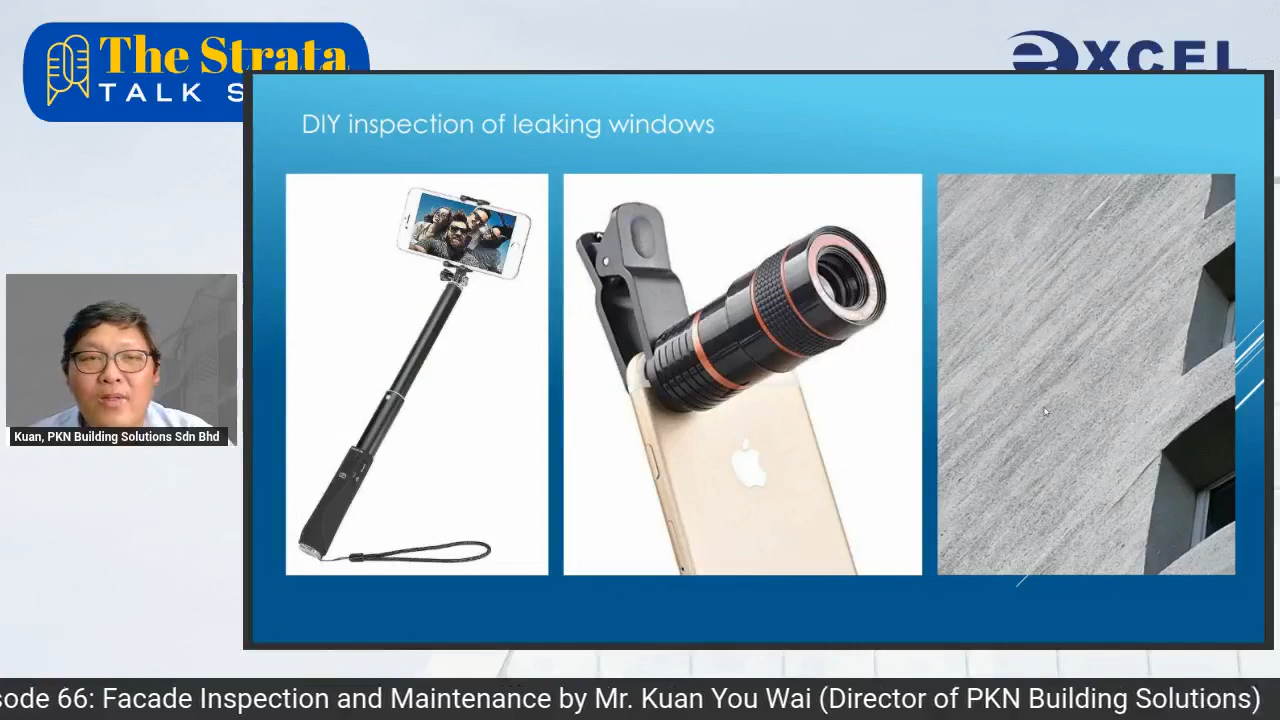 The Strata
TALK S
EXCEL
DIY inspection of leaking windows
Kuan, PKN Building Solutions Sdn Bhd
sode 66: Facade Inspection and Maintenance by Mr. Kuan You Wai (Director of PKN Building Solutions)